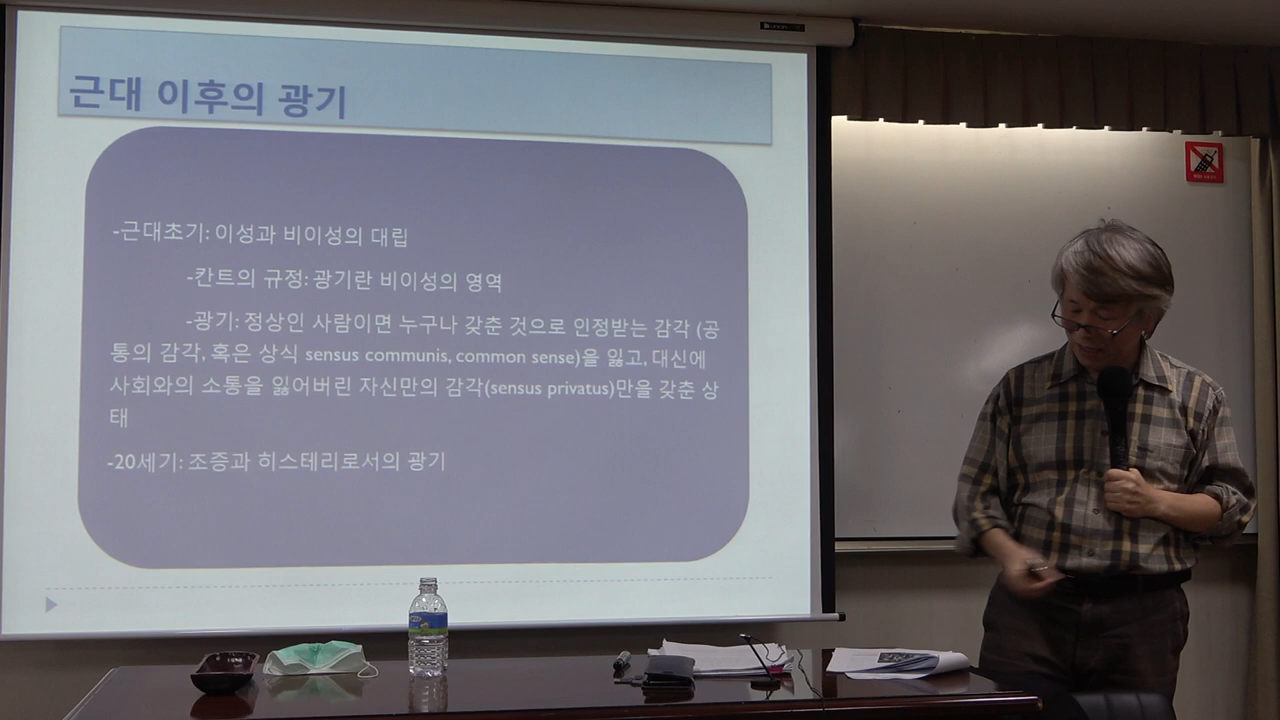 근대 이후의 광기
-근대초기: 이성과 비이성의 대립
-칸트의 규정: 광기란 비이성의 영역
-광기: 정상인 사람이면 누구나 갖춘 것으로 인정받는 감각 (공
통의 감각, 혹은 상식 sensus communis, common sense)을 잃고, 대신에
사회와의 소통을 잃어버린 자신만의 감각(sensus privatus)만을 갖춘 상
태
-20세기: 조증과 히스테리로서의 광기